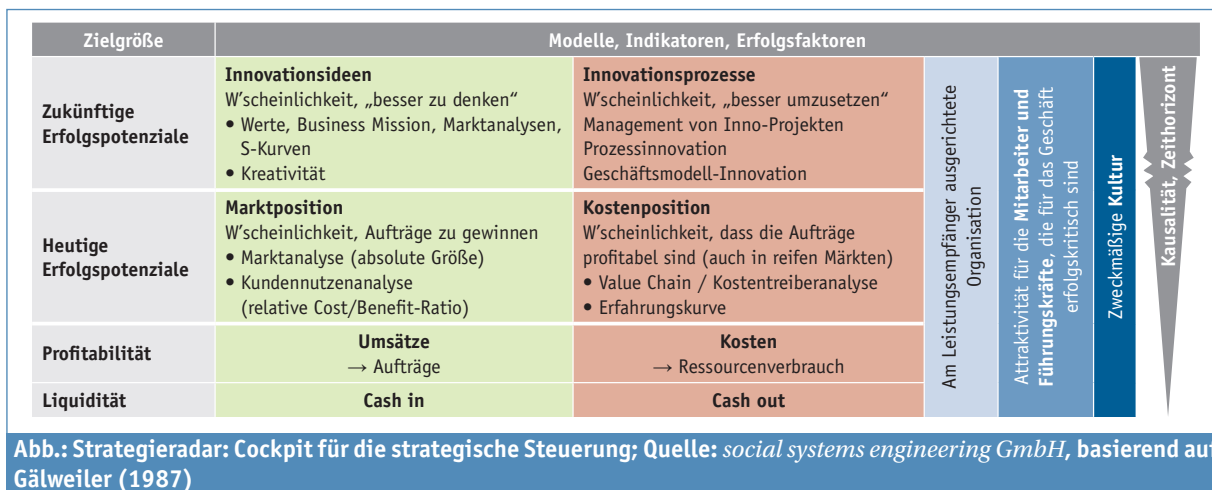 Zielgröße
Modelle, Indikatoren, Erfolgsfaktoren
Zukünftige
Erfolgspotenziale
Innovationsideen
W'scheinlichkeit, „besser zu denken“
• Werte, Business Mission, Marktanalysen,
S-Kurven
• Kreativität
Innovationsprozesse
W'scheinlichkeit, „besser umzusetzen“
Management von Inno-Projekten
Prozessinnovation
Geschäftsmodell-Innovation
Heutige
Erfolgspotenziale
Marktposition
W'scheinlichkeit, Aufträge zu gewinnen
• Marktanalyse (absolute Größe)
• Kundennutzenanalyse
(relative Cost/Benefit-Ratio)
Kostenposition
W'scheinlichkeit, dass die Aufträge
profitabel sind (auch in reifen Märkten)
• Value Chain / Kostentreiberanalyse
• Erfahrungskurve
Profitabilität
Umsätze
→ Aufträge
Kosten
→ Ressourcenverbrauch
Liquidität
Cash in
Cash out
Am Leistungsempfänger ausgerichtete
Organisation
Attraktivität für die Mitarbeiter und
Führungskräfte, die für das Geschäft
erfolgskritisch sind
Zweckmäßige Kultur
Kausalität, Zeithorizont
Abb.: Strategieradar: Cockpit für die strategische Steuerung; Quelle: social systems engineering GmbH, basierend auf
Gälweiler (1987)